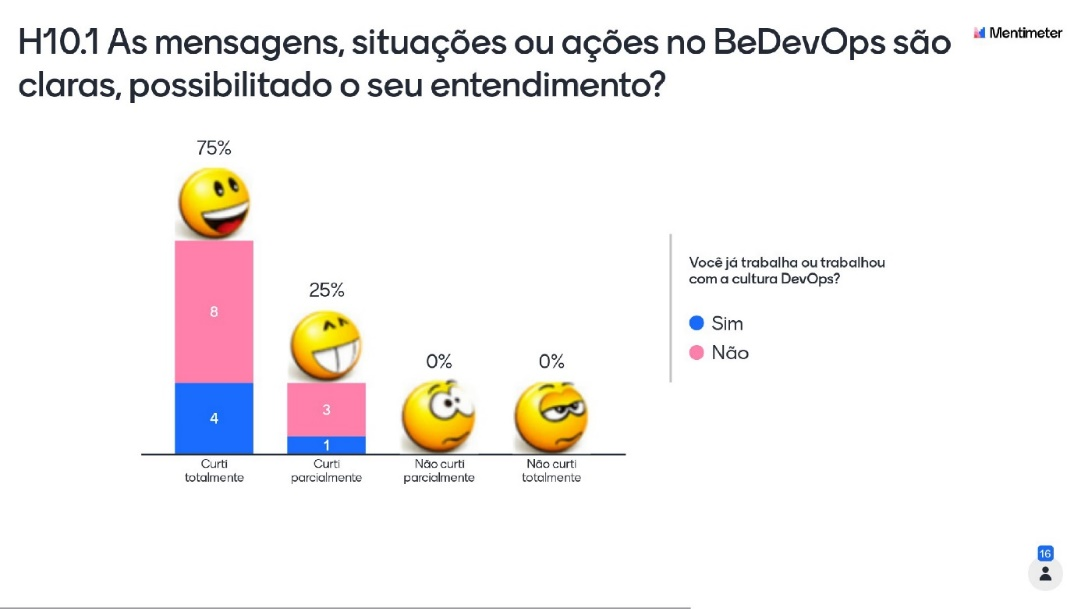 H10.1 As mensagens, situações ou ações no BeDevOps são
claras, possibilitado o seu entendimento?
Mentimeter
75%
8
4
Curti
totalmente
25%
3
1
Curti
parcialmente
0%
Não curti
parcialmente
0%
Não curti
totalmente
Você já trabalha ou trabalhou
com a cultura DevOps?
Sim
Não
16